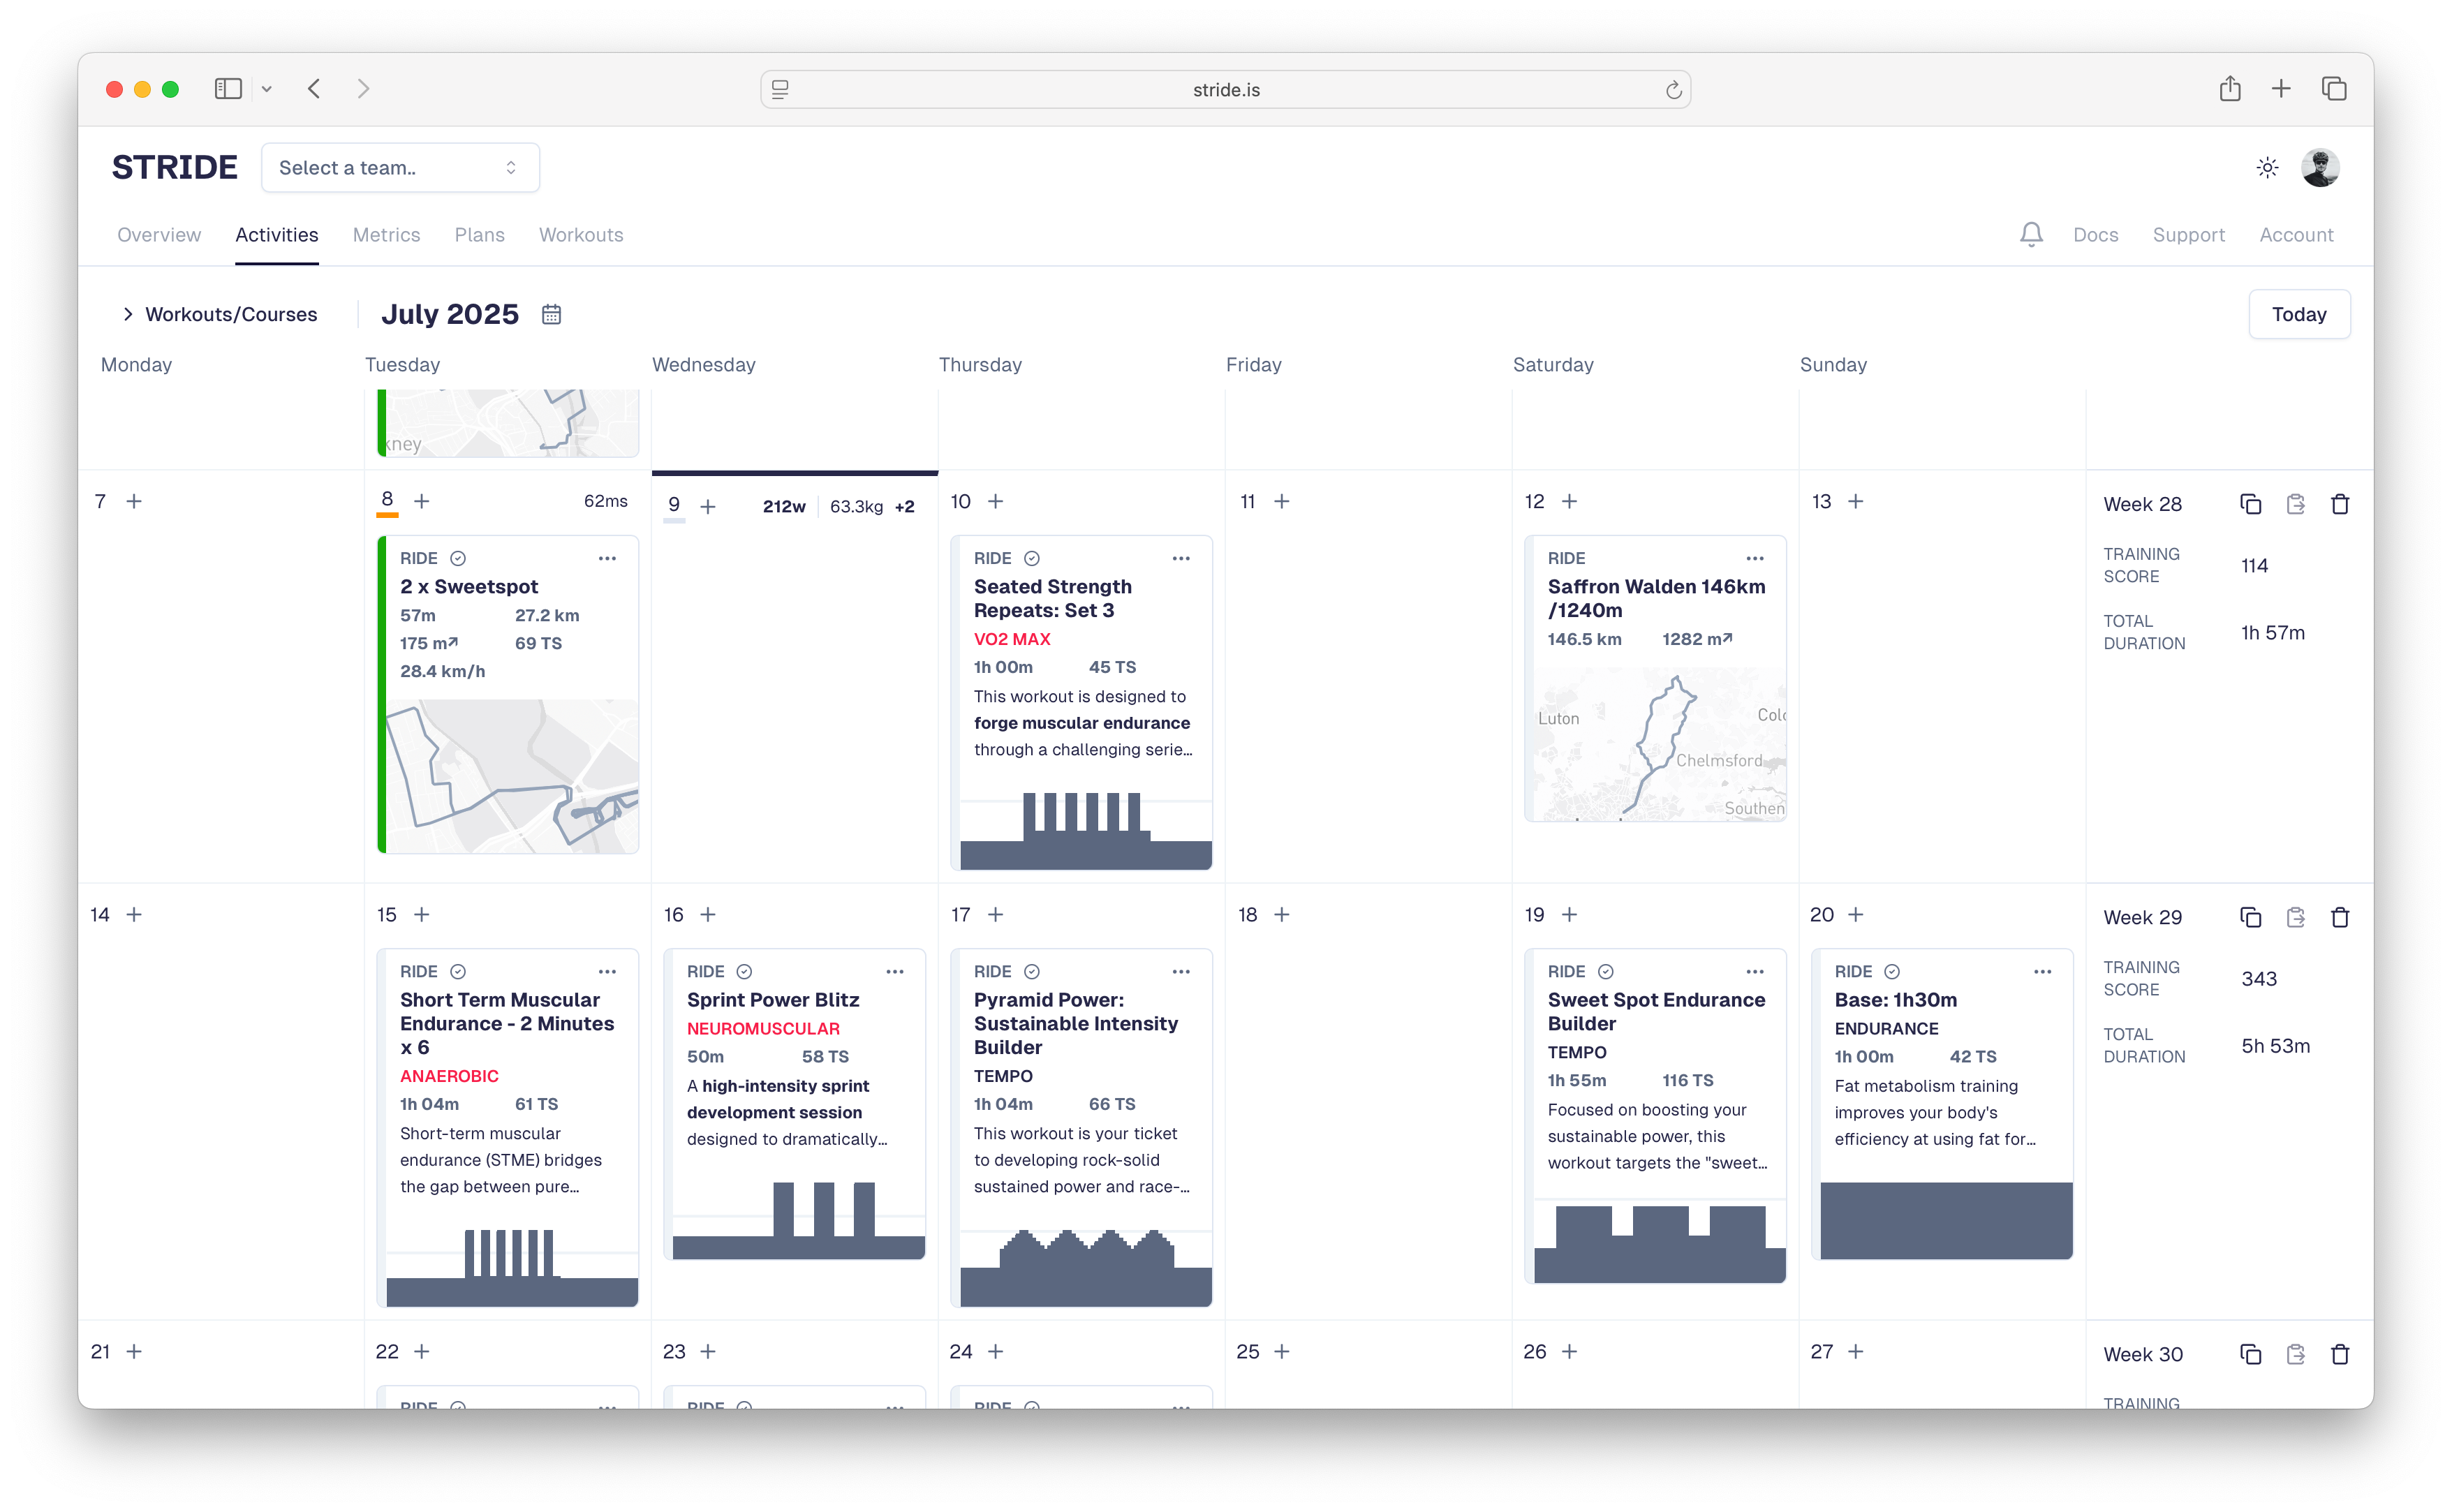 stride.is
STRIDE
Select a team..
Overview
Activities
Metrics
Plans
Workouts
Docs
Support
Account
Workouts/Courses
July 2025
Today
Monday
Tuesday
Wednesday
Thursday
Friday
Saturday
Sunday
kney
7
8
62ms
9
212w
63.3kg
+2
10
11
12
13
Week 28
TRAINING
SCORE
114
TOTAL
DURATION
1h 57m
RIDE
2 x Sweetspot
57m
27.2 km
175 m↗
69 TS
28.4 km/h
RIDE
Seated Strength
Repeats: Set 3
VO2 MAX
1h 00m
45 TS
This workout is designed to
forge muscular endurance
through a challenging serie…
RIDE
Saffron Walden 146km
/1240m
146.5 km
1282 m↗
Luton
Colc
Chelmsford
Southen
14
15
16
17
18
19
20
Week 29
TRAINING
SCORE
343
TOTAL
DURATION
5h 53m
RIDE
Short Term Muscular
Endurance - 2 Minutes
x 6
ANAEROBIC
1h 04m
61 TS
Short-term muscular
endurance (STME) bridges
the gap between pure…
RIDE
Sprint Power Blitz
NEUROMUSCULAR
50m
58 TS
A high-intensity sprint
development session
designed to dramatically…
RIDE
Pyramid Power:
Sustainable Intensity
Builder
TEMPO
1h 04m
66 TS
This workout is your ticket
to developing rock-solid
sustained power and race-…
RIDE
Sweet Spot Endurance
Builder
TEMPO
1h 55m
116 TS
Focused on boosting your
sustainable power, this
workout targets the "sweet…
RIDE
Base: 1h30m
ENDURANCE
1h 00m
42 TS
Fat metabolism training
improves your body's
efficiency at using fat for…
21
22
23
24
25
26
27
Week 30
TRAINING
RIDE
RIDE
RIDE